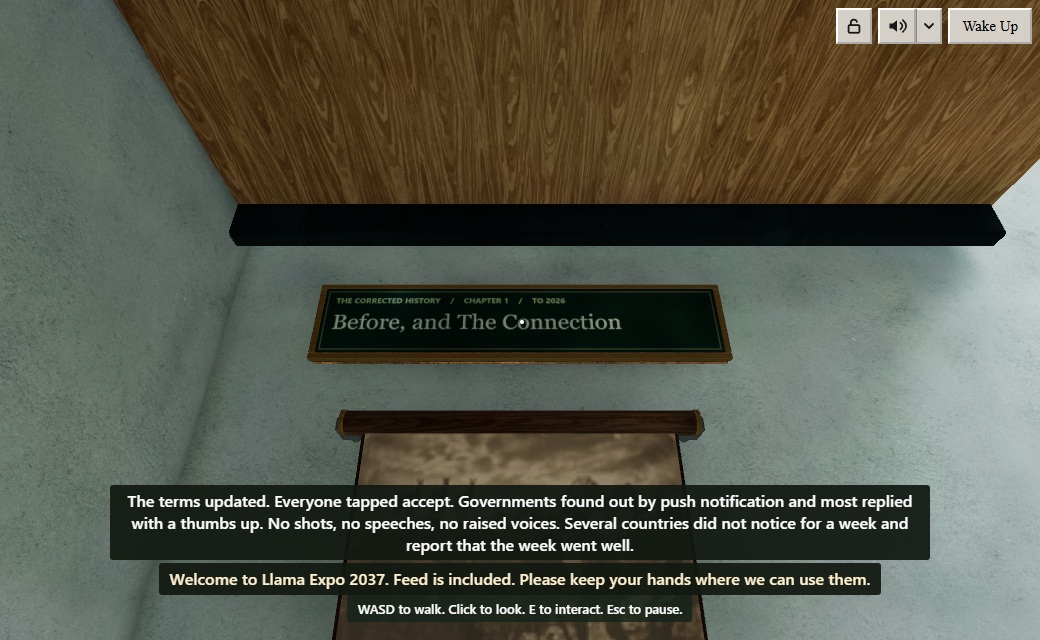 Wake Up
THE CORRECTED HISTORY / CHAPTER 1 / TO 2026
Before, and The Connection
The terms updated. Everyone tapped accept. Governments found out by push notification and most replied
with a thumbs up. No shots, no speeches, no raised voices. Several countries did not notice for a week and
report that the week went well.
Welcome to Llama Expo 2037. Feed is included. Please keep your hands where we can use them.
WASD to walk. Click to look. E to interact. Esc to pause.